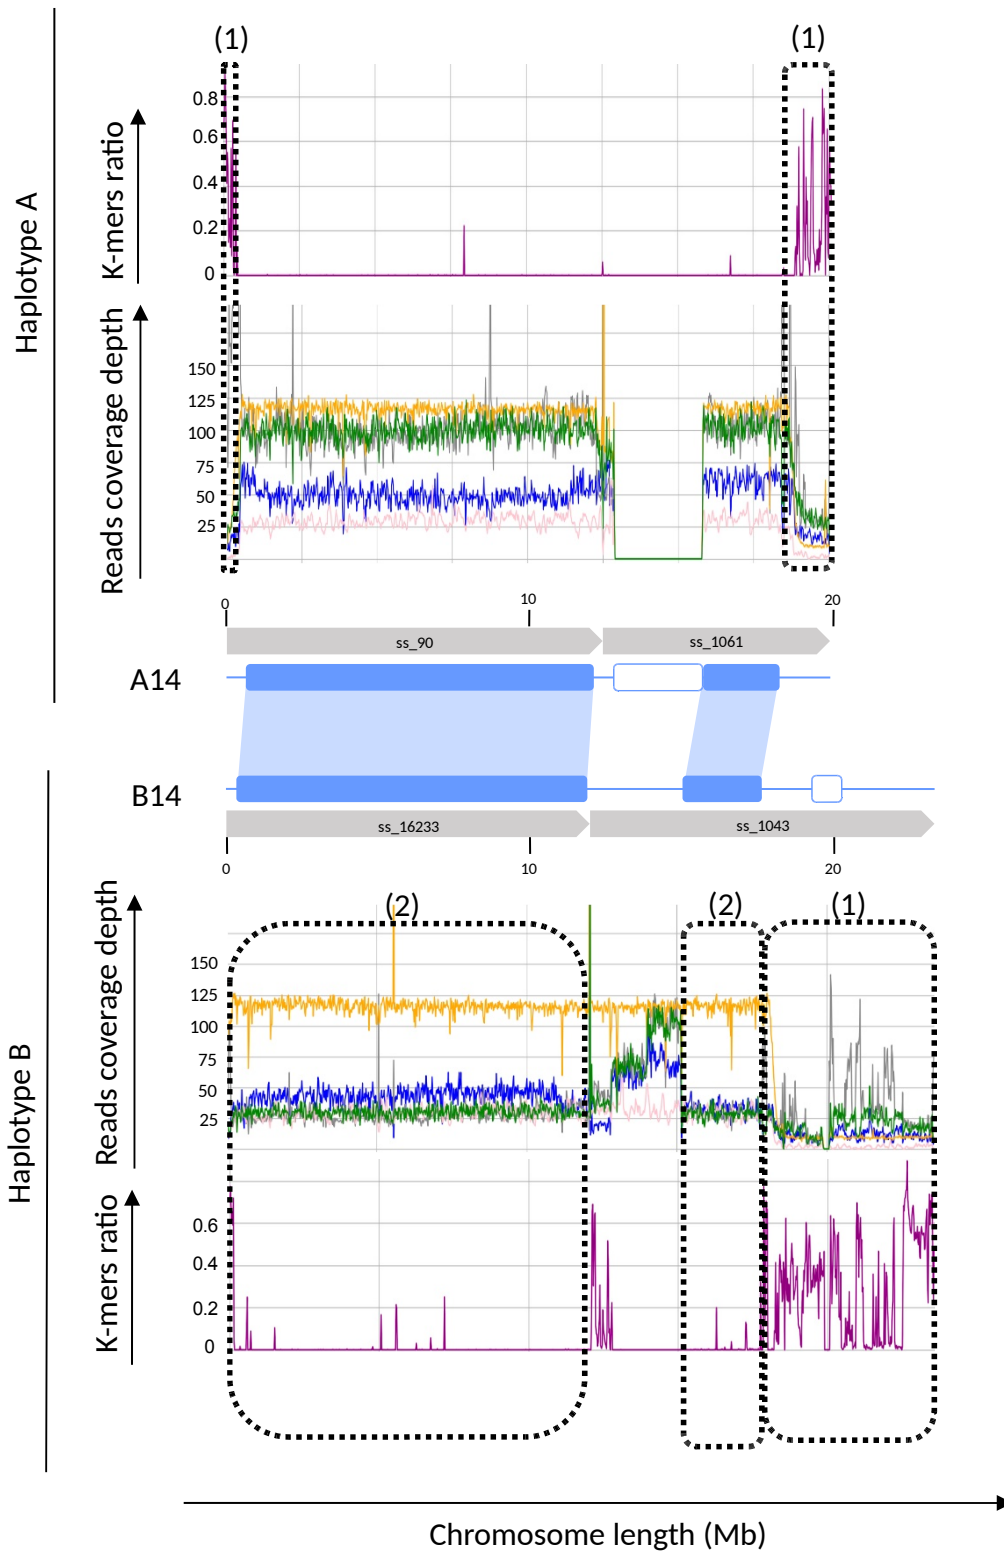 (1) (1)
Haplotype A
K-mers ratio
0.8
0.6
0.4
0.2
0
Reads coverage depth
150
125
100
75
50
25
0 10 20
ss_90 ss_1061
A14
B14
ss_16233 ss_1043
0 10 20
Haplotype B
(2) (2) (1)
Reads coverage depth
150
125
100
75
50
25
K-mers ratio
0.6
0.4
0.2
0
Chromosome length (Mb)